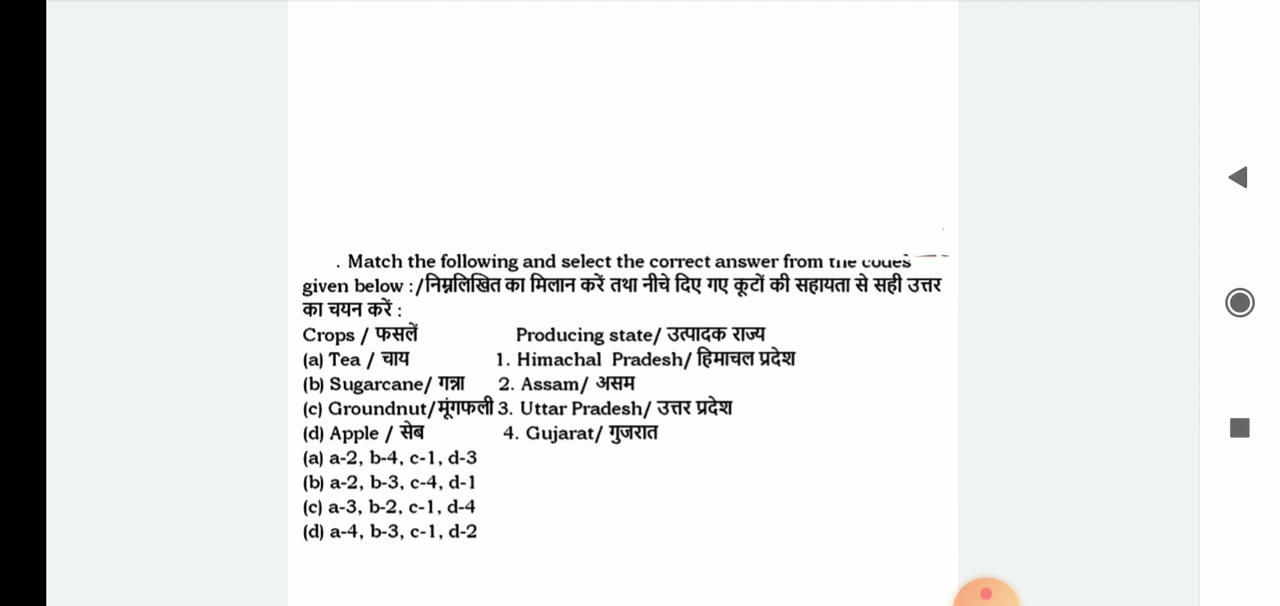 . Match the following and select the correct answer from the codes
given below :/निम्नलिखित का मिलान करें तथा नीचे दिए गए कूटों की सहायता से सही उत्तर
का चयन करें :
Crops / फसलें Producing state/ उत्पादक राज्य
(a) Tea / चाय 1. Himachal Pradesh/ हिमाचल प्रदेश
(b) Sugarcane/ गन्ना 2. Assam/ असम
(c) Groundnut/मूंगफली 3. Uttar Pradesh/ उत्तर प्रदेश
(d) Apple / सेब 4. Gujarat/ गुजरात
(a) a-2, b-4, c-1, d-3
(b) a-2, b-3, c-4, d-1
(c) a-3, b-2, c-1, d-4
(d) a-4, b-3, c-1, d-2